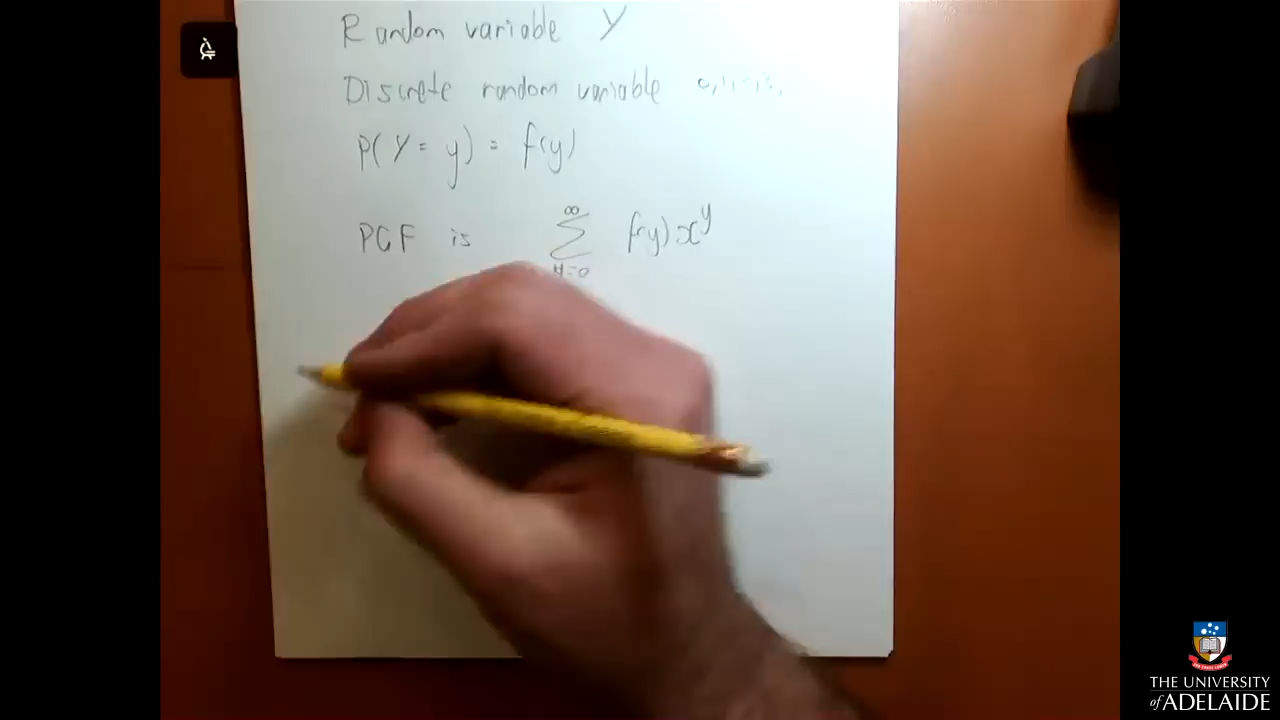 Random variable Y
Discrete random variable
P(Y = y) = f(y)
PGF is ∑ f(y) x^y
∞
y=0
THE UNIVERSITY
of ADELAIDE